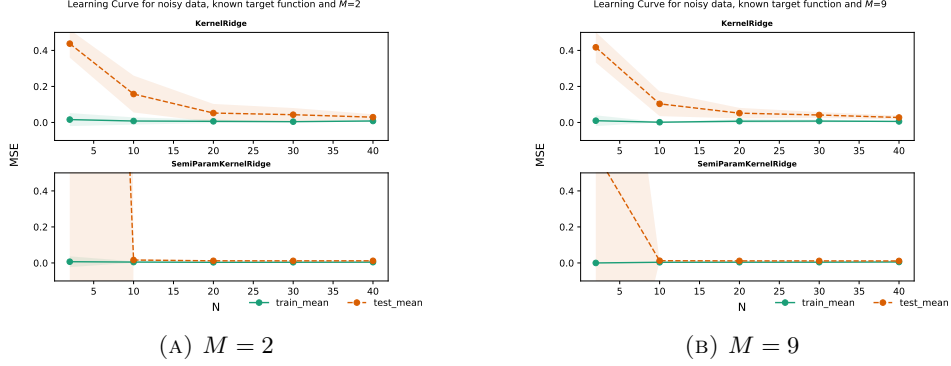 Learning Curve for noisy data, known target function and M=2
KernelRidge
0.4
0.2
0.0
5 10 15 20 25 30 35 40
MSE
SemiParamKernelRidge
0.4
0.2
0.0
5 10 15 20 25 30 35 40
N
train_mean test_mean
(A) M = 2
Learning Curve for noisy data, known target function and M=9
KernelRidge
0.4
0.2
0.0
5 10 15 20 25 30 35 40
MSE
SemiParamKernelRidge
0.4
0.2
0.0
5 10 15 20 25 30 35 40
N
train_mean test_mean
(B) M = 9